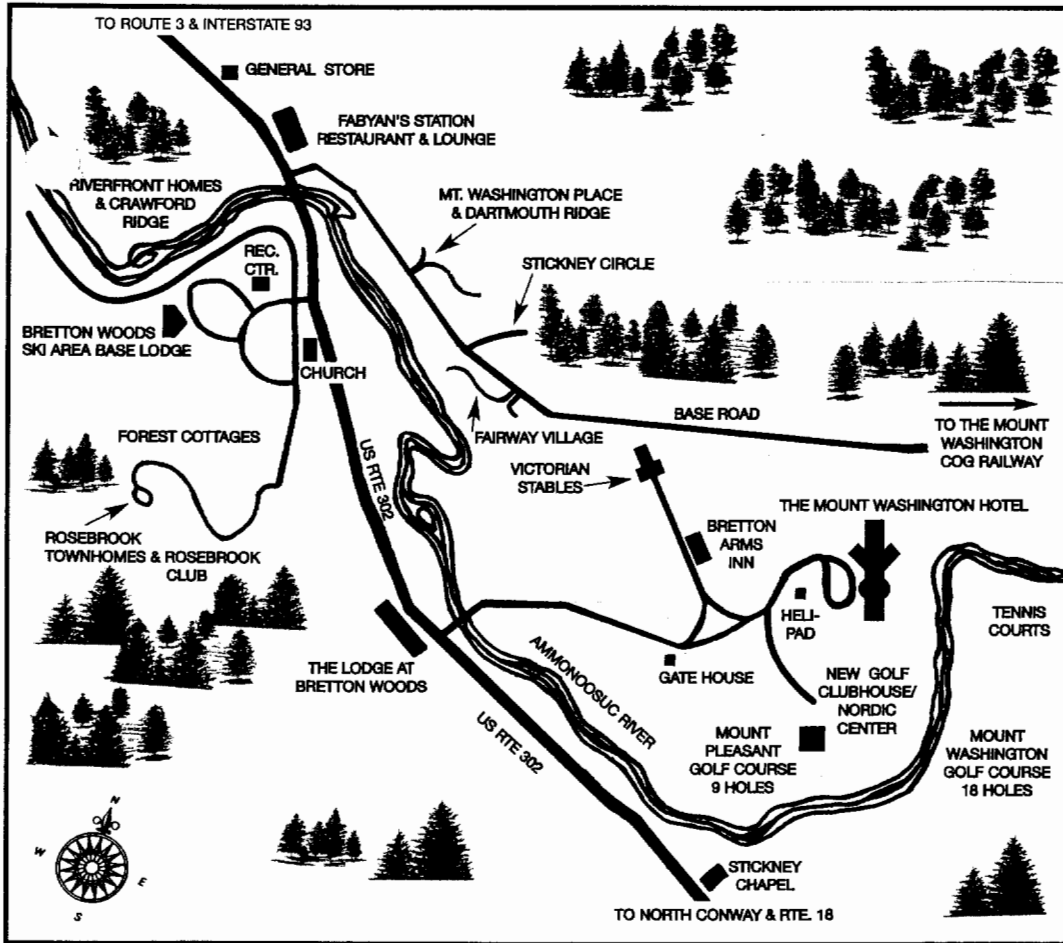 TO ROUTE 3 & INTERSTATE 93
GENERAL STORE
FABYAN'S STATION
RESTAURANT & LOUNGE
RIVERFRONT HOMES
& CRAWFORD
RIDGE
MT. WASHINGTON PLACE
& DARTMOUTH RIDGE
REC.
CTR.
STICKNEY CIRCLE
BRETTON WOODS
SKI AREA BASE LODGE
CHURCH
BASE ROAD
TO THE MOUNT
WASHINGTON
COG RAILWAY
FOREST COTTAGES
FAIRWAY VILLAGE
VICTORIAN
STABLES
US RTE 302
THE MOUNT WASHINGTON HOTEL
BRETTON
ARMS
INN
ROSEBROOK
TOWNHOMES & ROSEBROOK
CLUB
HELI-
PAD
TENNIS
COURTS
THE LODGE AT
BRETTON WOODS
AMMONOOSUC RIVER
GATE HOUSE
NEW GOLF
CLUBHOUSE/
NORDIC
CENTER
US RTE 302
MOUNT
PLEASANT
GOLF COURSE
9 HOLES
MOUNT
WASHINGTON
GOLF COURSE
18 HOLES
N
W
E
S
STICKNEY
CHAPEL
TO NORTH CONWAY & RTE. 18